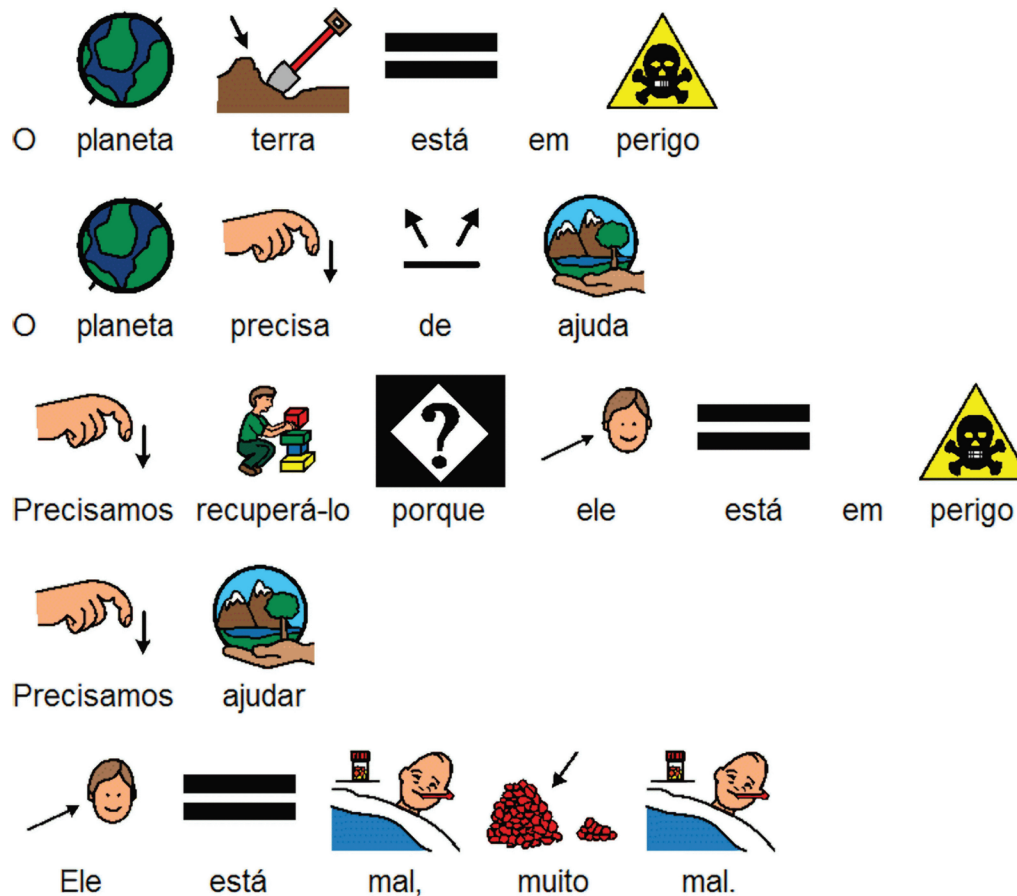 O planeta terra está em perigo
O planeta precisa de ajuda
Precisamos recuperá-lo porque ele está em perigo
Precisamos ajudar
Ele está mal, muito mal.